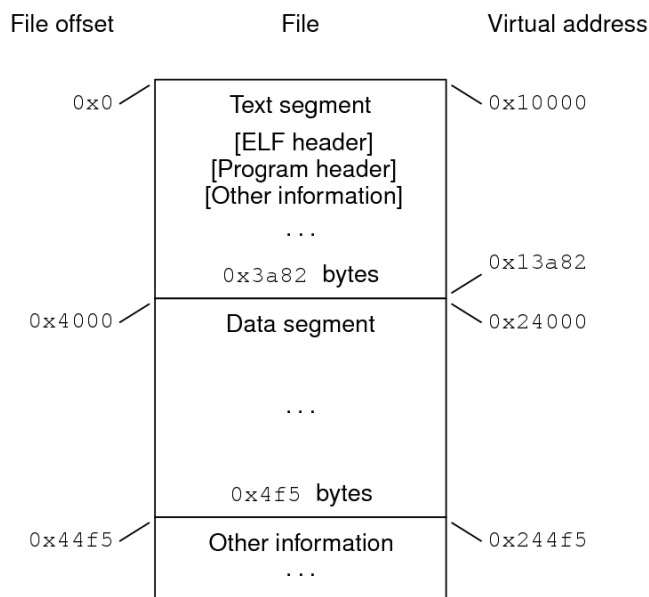 File offset File Virtual address
0x0 Text segment 0x10000
[ELF header]
[Program header]
[Other information]
. . .
0x13a82
0x3a82 bytes
0x4000 Data segment 0x24000
. . .
0x4f5 bytes
0x44f5 Other information 0x244f5
. . .